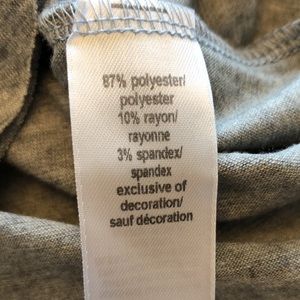 87% polyester/
polyester
10% rayon/
rayonne
3% spandex/
spandex
exclusive of
decoration/
sauf décoration